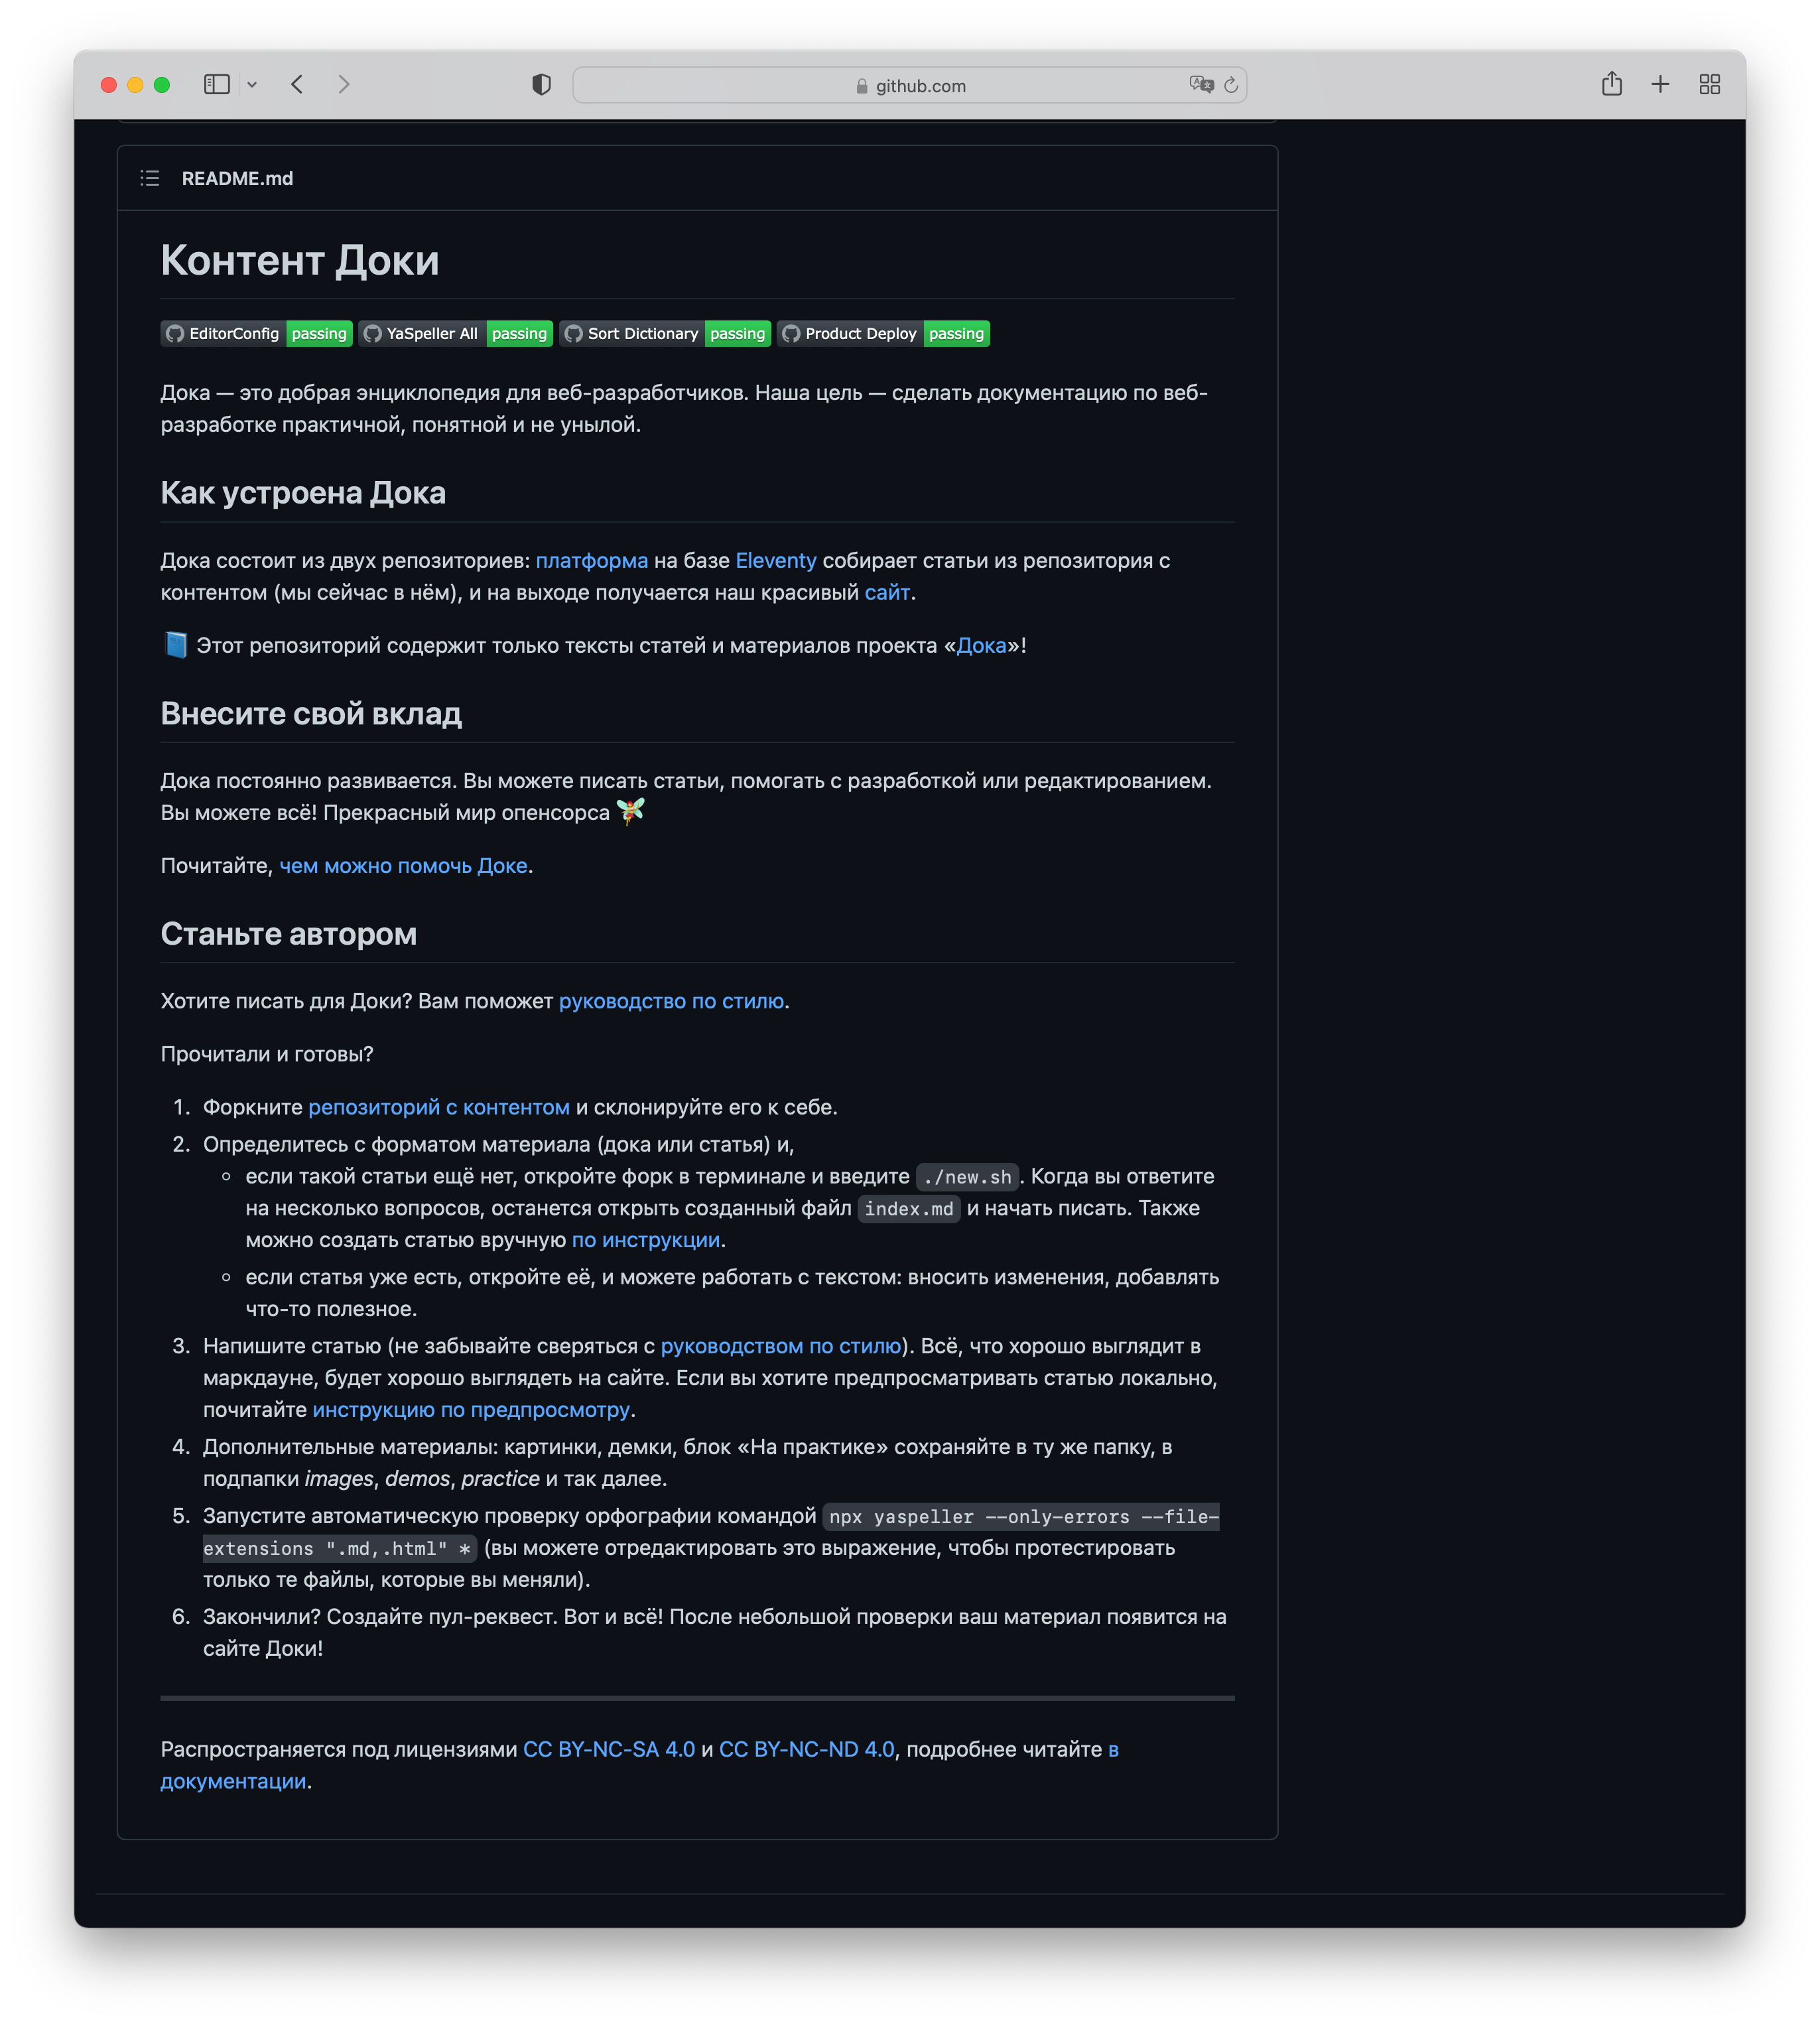 github.com
README.md
Контент Доки
EditorConfig passing YaSpeller All passing Sort Dictionary passing Product Deploy passing
Дока — это добрая энциклопедия для веб-разработчиков. Наша цель — сделать документацию по веб-
разработке практичной, понятной и не унылой.
Как устроена Дока
Дока состоит из двух репозиториев: платформа на базе Eleventy собирает статьи из репозитория с
контентом (мы сейчас в нём), и на выходе получается наш красивый сайт.
📘 Этот репозиторий содержит только тексты статей и материалов проекта «Дока»!
Внесите свой вклад
Дока постоянно развивается. Вы можете писать статьи, помогать с разработкой или редактированием.
Вы можете всё! Прекрасный мир опенсорса 🧚
Почитайте, чем можно помочь Доке.
Станьте автором
Хотите писать для Доки? Вам поможет руководство по стилю.
Прочитали и готовы?
1. Форкните репозиторий с контентом и склонируйте его к себе.
2. Определитесь с форматом материала (дока или статья) и,
◦ если такой статьи ещё нет, откройте форк в терминале и введите ./new.sh. Когда вы ответите
на несколько вопросов, останется открыть созданный файл index.md и начать писать. Также
можно создать статью вручную по инструкции.
◦ если статья уже есть, откройте её, и можете работать с текстом: вносить изменения, добавлять
что-то полезное.
3. Напишите статью (не забывайте сверяться с руководством по стилю). Всё, что хорошо выглядит в
маркдауне, будет хорошо выглядеть на сайте. Если вы хотите предпросматривать статью локально,
почитайте инструкцию по предпросмотру.
4. Дополнительные материалы: картинки, демки, блок «На практике» сохраняйте в ту же папку, в
подпапки images, demos, practice и так далее.
5. Запустите автоматическую проверку орфографии командой npx yaspeller --only-errors --file-
extensions ".md,.html" * (вы можете отредактировать это выражение, чтобы протестировать
только те файлы, которые вы меняли).
6. Закончили? Создайте пул-реквест. Вот и всё! После небольшой проверки ваш материал появится на
сайте Доки!
Распространяется под лицензиями CC BY-NC-SA 4.0 и CC BY-NC-ND 4.0, подробнее читайте в
документации.